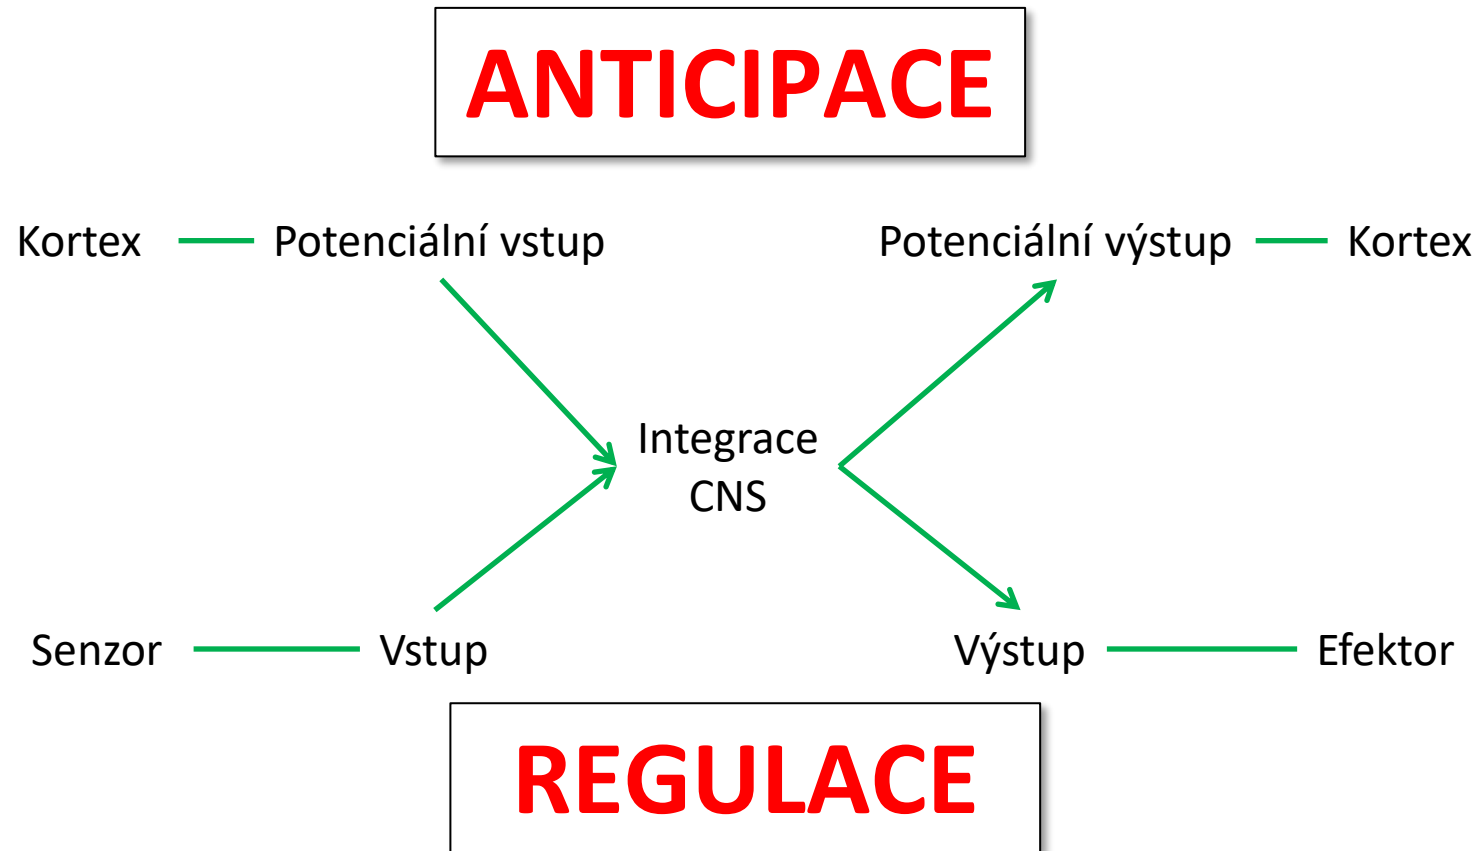 ANTICIPACE
Kortex
Potenciální vstup
Potenciální výstup
Kortex
Integrace
CNS
Senzor
Vstup
Výstup
Efektor
REGULACE